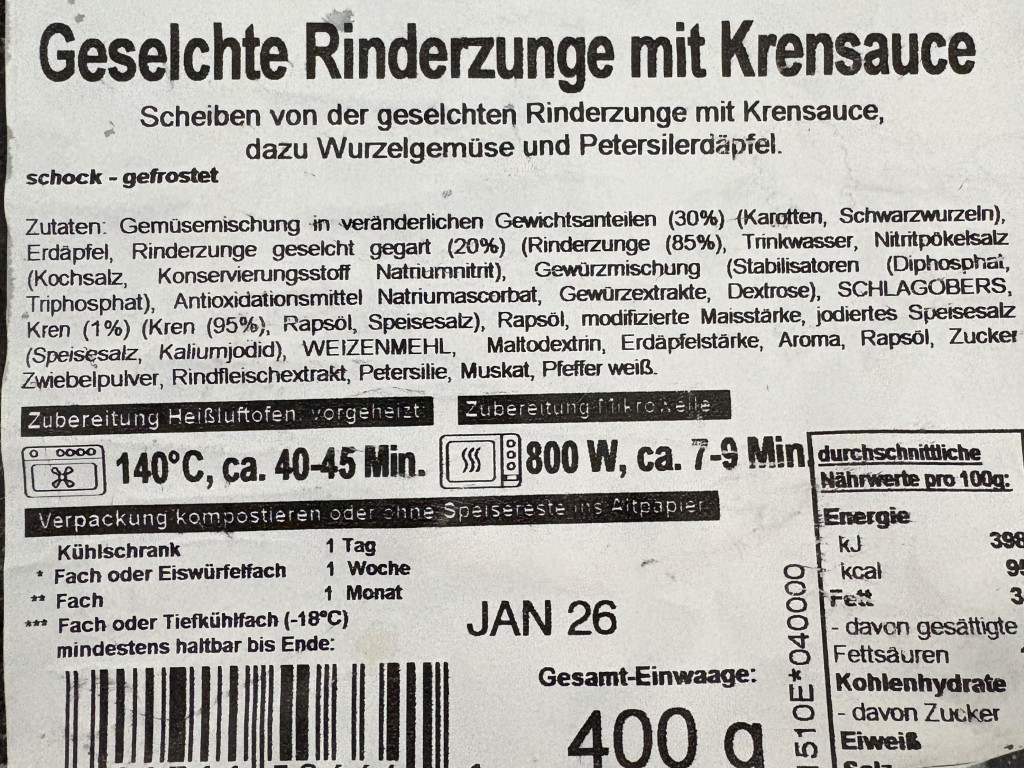 Geselchte Rinderzunge mit Krensauce
Scheiben von der geselchten Rinderzunge mit Krensauce,
dazu Wurzelgemüse und Petersilerdäpfel.
schock - gefrostet
Zutaten: Gemüsemischung in veränderlichen Gewichtsanteilen (30%) (Karotten, Schwarzwurzeln),
Erdäpfel, Rinderzunge geselcht gegart (20%) (Rinderzunge (85%), Trinkwasser, Nitritpökelsalz
(Kochsalz, Konservierungsstoff Natriumnitrit), Gewürzmischung (Stabilisatoren (Diphosphat,
Triphosphat), Antioxidationsmittel Natriumascorbat, Gewürzextrakte, Dextrose), SCHLAGOBERS,
Kren (1%) (Kren (95%), Rapsöl, Speisesalz), Rapsöl, modifizierte Maisstärke, jodiertes Speisesalz
(Speisesalz, Kaliumjodid), WEIZENMEHL, Maltodextrin, Erdäpfelstärke, Aroma, Rapsöl, Zucker
Zwiebelpulver, Rindfleischextrakt, Petersilie, Muskat, Pfeffer weiß.
Zubereitung Heißluftofen vorgeheizt
Zubereitung Mikrowelle
140°C, ca. 40-45 Min.
800 W, ca. 7-9 Min
Verpackung kompostieren oder ohne Speisereste ins Altpapier
Kühlschrank 1 Tag
* Fach oder Eiswürfelfach 1 Woche
** Fach 1 Monat
*** Fach oder Tiefkühlfach (-18°C)
mindestens haltbar bis Ende:
JAN 26
Gesamt-Einwaage:
400 g
1510E*040000
durchschnittliche
Nährwerte pro 100g:
Energie
kJ 398
kcal
Fett
- davon gesättigte
Fettsäuren
Kohlenhydrate
- davon Zucker
Eiweiß
Salz